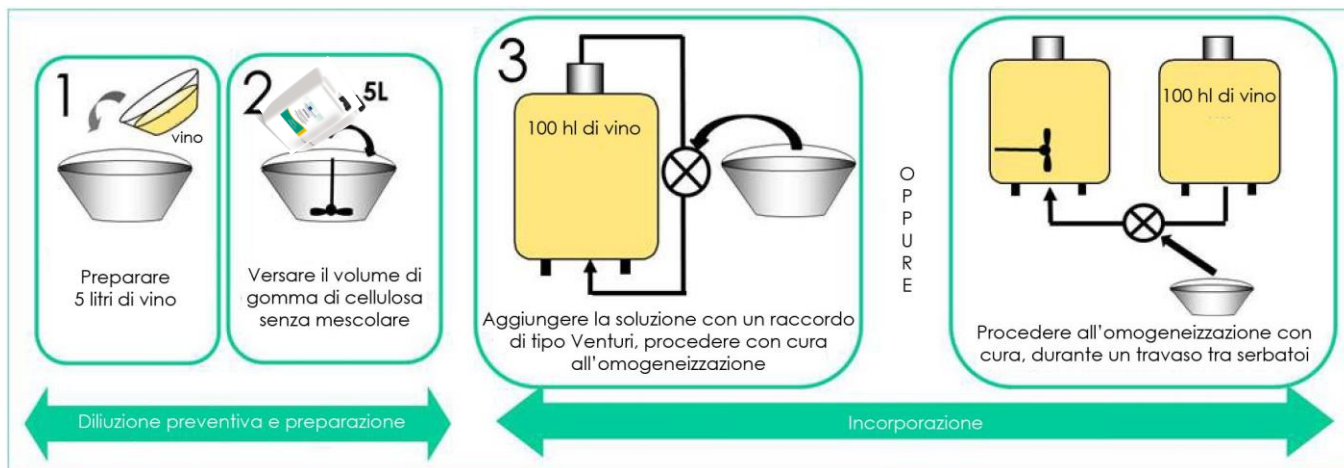 1
vino
Preparare
5 litri di vino
2
5L
Versare il volume di
gomma di cellulosa
senza mescolare
3
100 hl di vino
Aggiungere la soluzione con un raccordo
di tipo Venturi, procedere con cura
all'omogeneizzazione
OPPURE
100 hl di vino
Procedere all'omogeneizzazione con
cura, durante un travaso tra serbatoi
Diluizione preventiva e preparazione
Incorporazione